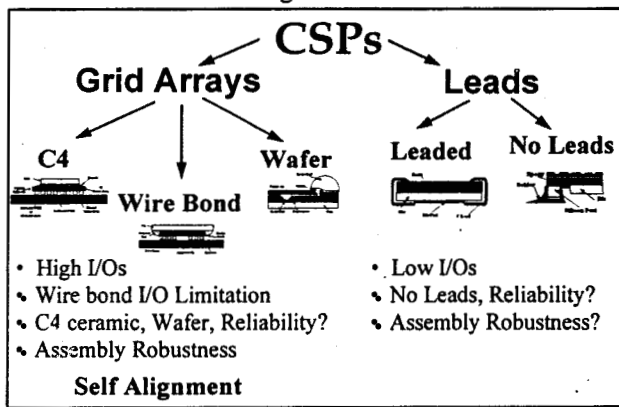 CSPs
Grid Arrays
Leads
C4
Wire Bond
Wafer
Leaded
No Leads
• High I/Os
• Wire bond I/O Limitation
• C4 ceramic, Wafer, Reliability?
• Assembly Robustness
Self Alignment
• Low I/Os
• No Leads, Reliability?
• Assembly Robustness?